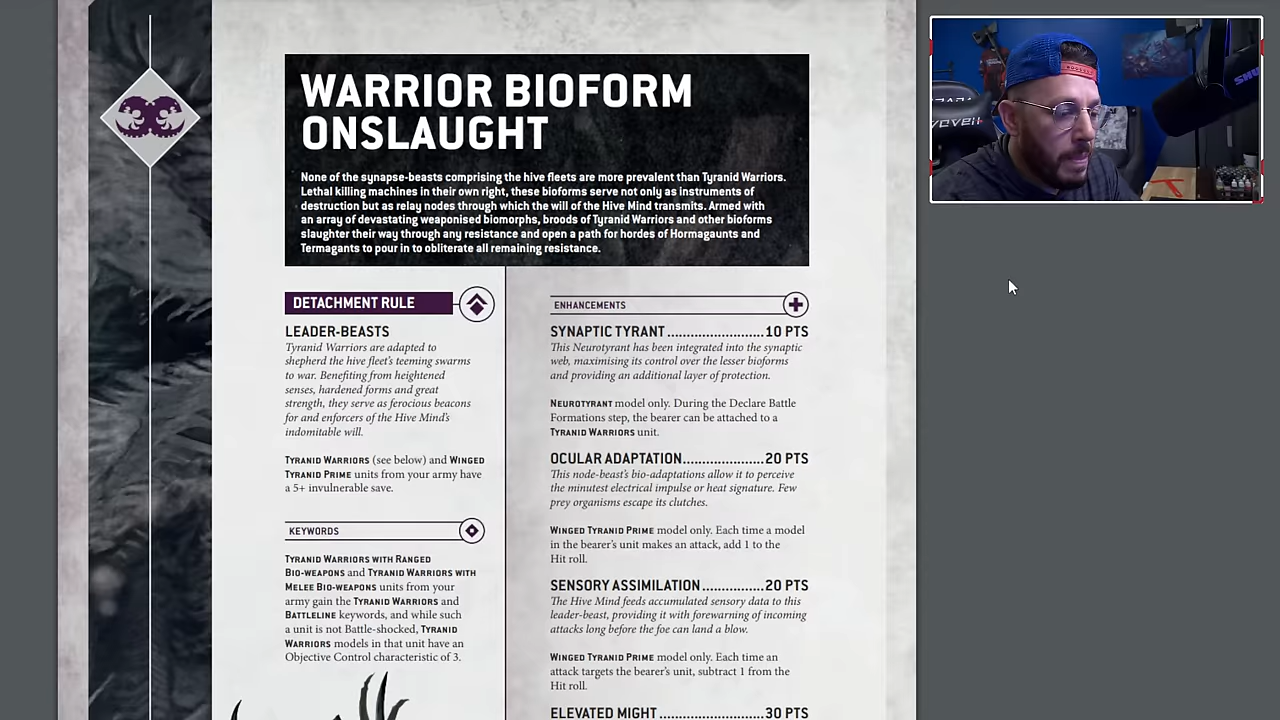 WARRIOR BIOFORM
ONSLAUGHT
None of the synapse-beasts comprising the hive fleets are more prevalent than Tyranid Warriors.
Lethal killing machines in their own right, these bioforms serve not only as instruments of
destruction but as relay nodes through which the will of the Hive Mind transmits. Armed with
an array of devastating weaponised biomorphs, broods of Tyranid Warriors and other bioforms
slaughter their way through any resistance and open a path for hordes of Hormagaunts and
Termagants to pour in to obliterate all remaining resistance.
DETACHMENT RULE
LEADER-BEASTS
Tyranid Warriors are adapted to
shepherd the hive fleet's teeming swarms
to war. Benefiting from heightened
senses, hardened forms and great
strength, they serve as ferocious beacons
for and enforcers of the Hive Mind's
indomitable will.
TYRANID WARRIORS (see below) and WINGED
TYRANID PRIME units from your army have
a 5+ invulnerable save.
KEYWORDS
TYRANID WARRIORS WITH RANGED
BIO-WEAPONS and TYRANID WARRIORS WITH
MELEE BIO-WEAPONS units from your
army gain the TYRANID WARRIORS and
BATTLELINE keywords, and while such
a unit is not Battle-shocked, TYRANID
WARRIORS models in that unit have an
Objective Control characteristic of 3.
ENHANCEMENTS
SYNAPTIC TYRANT........................10 PTS
This Neurotyrant has been integrated into the synaptic
web, maximising its control over the lesser bioforms
and providing an additional layer of protection.
NEUROTYRANT model only. During the Declare Battle
Formations step, the bearer can be attached to a
TYRANID WARRIORS unit.
OCULAR ADAPTATION....................20 PTS
This node-beast's bio-adaptations allow it to perceive
the minutest electrical impulse or heat signature. Few
prey organisms escape its clutches.
WINGED TYRANID PRIME model only. Each time a model
in the bearer's unit makes an attack, add 1 to the
Hit roll.
SENSORY ASSIMILATION................20 PTS
The Hive Mind feeds accumulated sensory data to this
leader-beast, providing it with forewarning of incoming
attacks long before the foe can land a blow.
WINGED TYRANID PRIME model only. Each time an
attack targets the bearer's unit, subtract 1 from the
Hit roll.
ELEVATED MIGHT..........................30 PTS